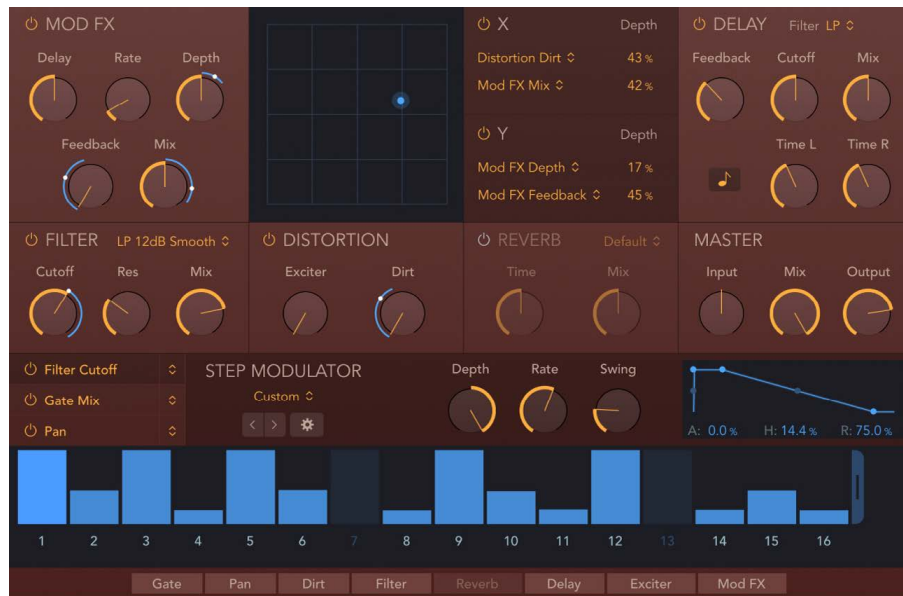 MOD FX
Delay Rate Depth
Feedback Mix
X Depth
Distortion Dirt 43 %
Mod FX Mix 42 %
Y Depth
Mod FX Depth 17 %
Mod FX Feedback 45 %
DELAY Filter LP
Feedback Cutoff Mix
Time L Time R
FILTER LP 12dB Smooth
Cutoff Res Mix
DISTORTION
Exciter Dirt
REVERB Default
Time Mix
MASTER
Input Mix Output
Filter Cutoff
Gate Mix
Pan
STEP MODULATOR
Custom
Depth Rate Swing
A: 0.0 % H: 14.4 % R: 75.0 %
1 2 3 4 5 6 7 8 9 10 11 12 13 14 15 16
Gate Pan Dirt Filter Reverb Delay Exciter Mod FX